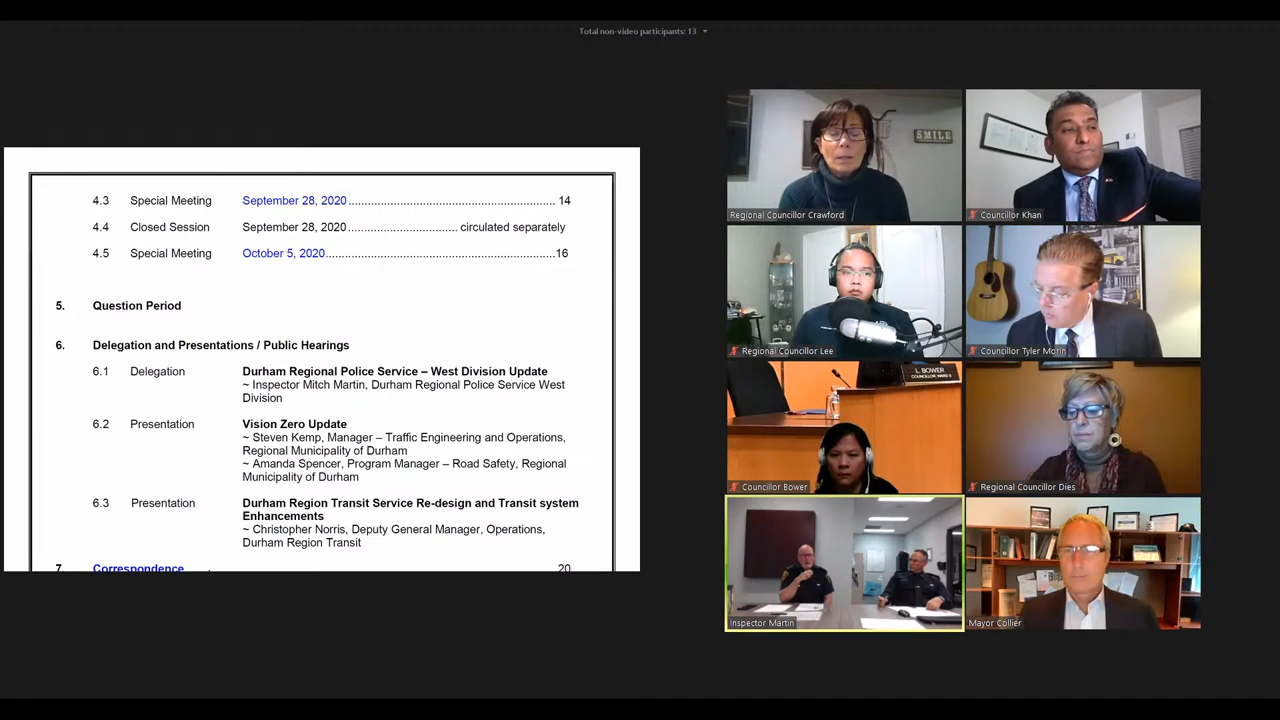 Total non-video participants: 13
4.3 Special Meeting September 28, 2020 14
4.4 Closed Session September 28, 2020 circulated separately
4.5 Special Meeting October 5, 2020 16
5. Question Period
6. Delegation and Presentations / Public Hearings
6.1 Delegation Durham Regional Police Service – West Division Update
~ Inspector Mitch Martin, Durham Regional Police Service West
Division
6.2 Presentation Vision Zero Update
~ Steven Kemp, Manager – Traffic Engineering and Operations,
Regional Municipality of Durham
~ Amanda Spencer, Program Manager – Road Safety, Regional
Municipality of Durham
6.3 Presentation Durham Region Transit Service Re-design and Transit system
Enhancements
~ Christopher Norris, Deputy General Manager, Operations,
Durham Region Transit
7. Correspondence 20
SMILE
Regional Councillor Crawford
Councillor Khan
Regional Councillor Lee
Councillor Tyler Morin
L. BOWER
Councillor Bower
Regional Councillor Dies
Inspector Martin
Mayor Collier